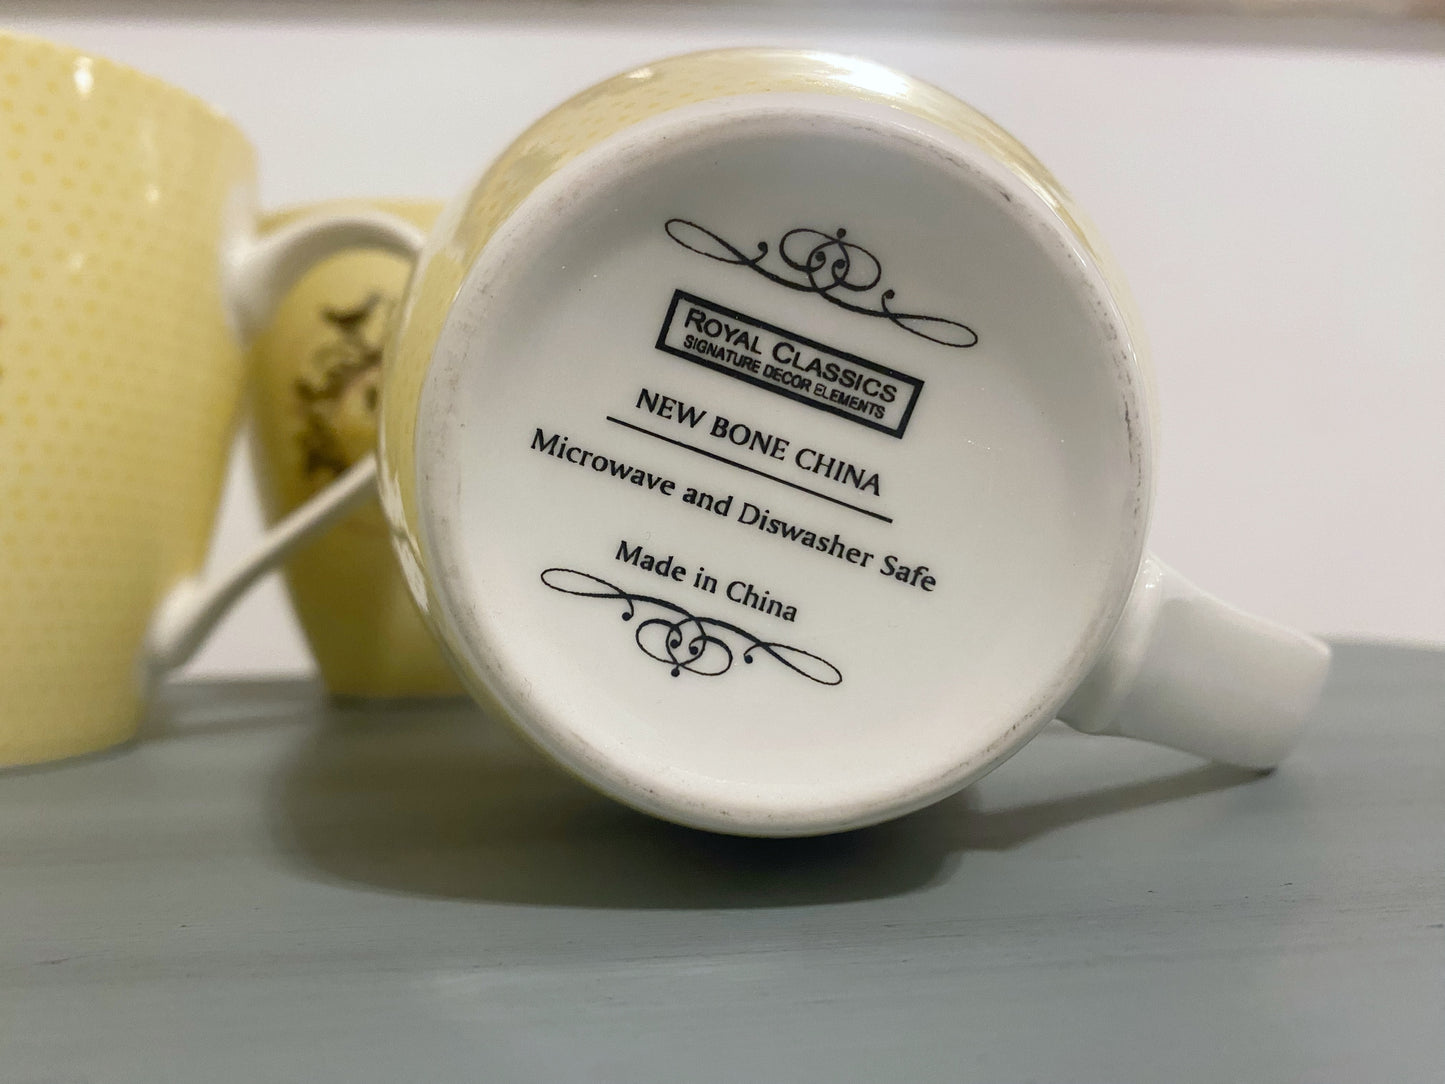 ROYAL CLASSICS
SIGNATURE DECOR ELEMENTS
NEW BONE CHINA
Microwave and Diswasher Safe
Made in China